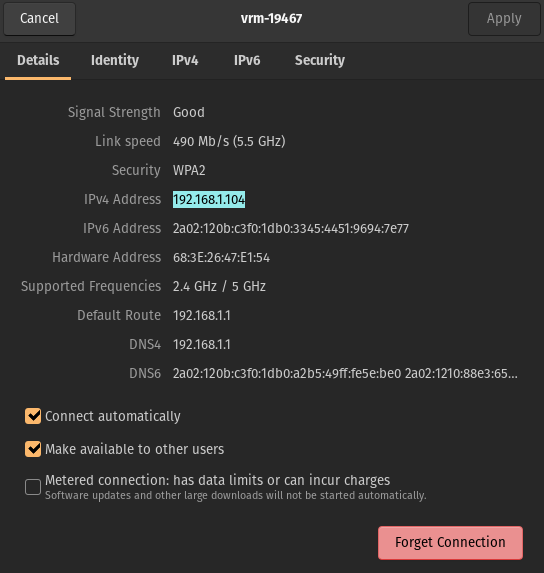 Cancel vrm-19467 Apply
Details Identity IPv4 IPv6 Security
Signal Strength Good
Link speed 490 Mb/s (5.5 GHz)
Security WPA2
IPv4 Address 192.168.1.104
IPv6 Address 2a02:120b:c3f0:1db0:3345:4451:9694:7e77
Hardware Address 68:3E:26:47:E1:54
Supported Frequencies 2.4 GHz / 5 GHz
Default Route 192.168.1.1
DNS4 192.168.1.1
DNS6 2a02:120b:c3f0:1db0:a2b5:49ff:fe5e:be0 2a02:1210:88e3:65...
Connect automatically
Make available to other users
Metered connection: has data limits or can incur charges
Software updates and other large downloads will not be started automatically.
Forget Connection